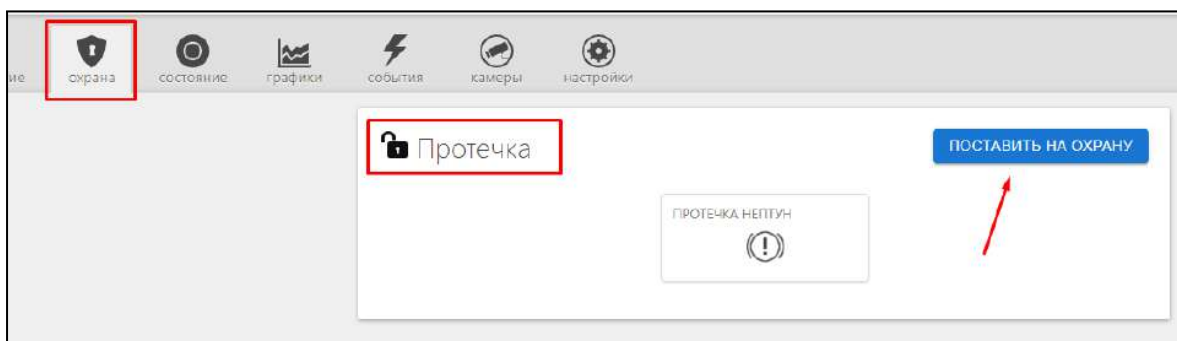 ие
охрана
состояние
графики
события
камеры
настройки
Протечка
ПОСТАВИТЬ НА ОХРАНУ
ПРОТЕЧКА НЕПТУН